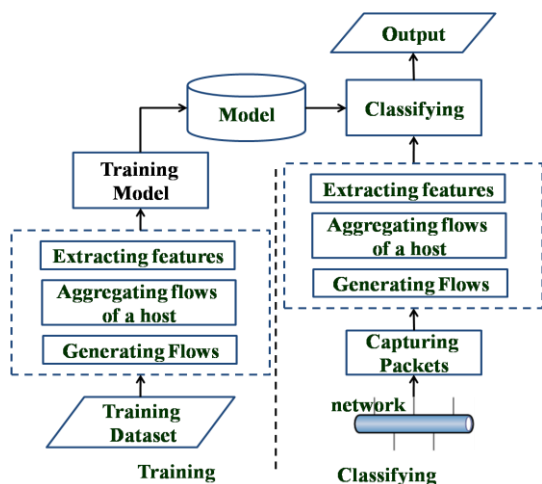 Output
Model
Classifying
Training
Model
Extracting features
Aggregating flows
of a host
Generating Flows
Training
Dataset
Training
Extracting features
Aggregating flows
of a host
Generating Flows
Capturing
Packets
network
Classifying